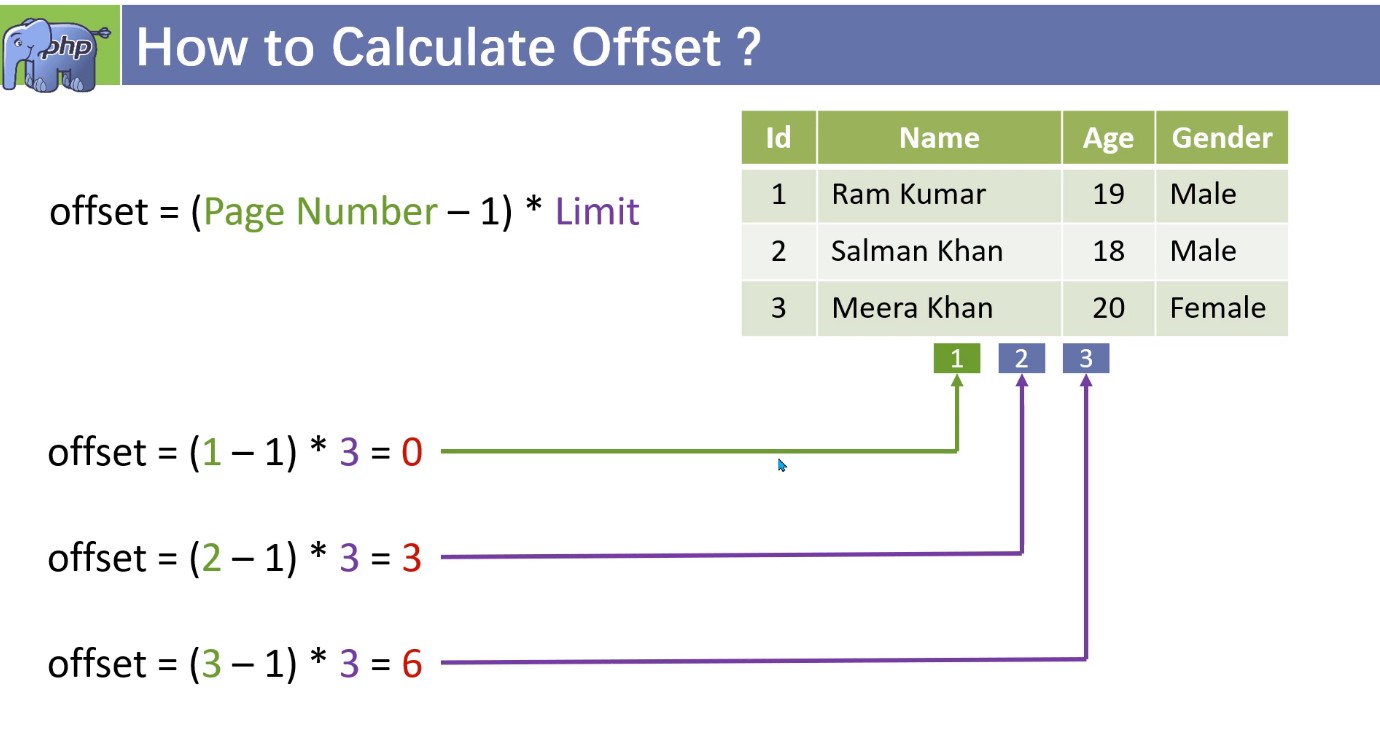 php
How to Calculate Offset ?
offset = (Page Number – 1) * Limit
Id Name Age Gender
1 Ram Kumar 19 Male
2 Salman Khan 18 Male
3 Meera Khan 20 Female
1 2 3
offset = (1 – 1) * 3 = 0
offset = (2 – 1) * 3 = 3
offset = (3 – 1) * 3 = 6